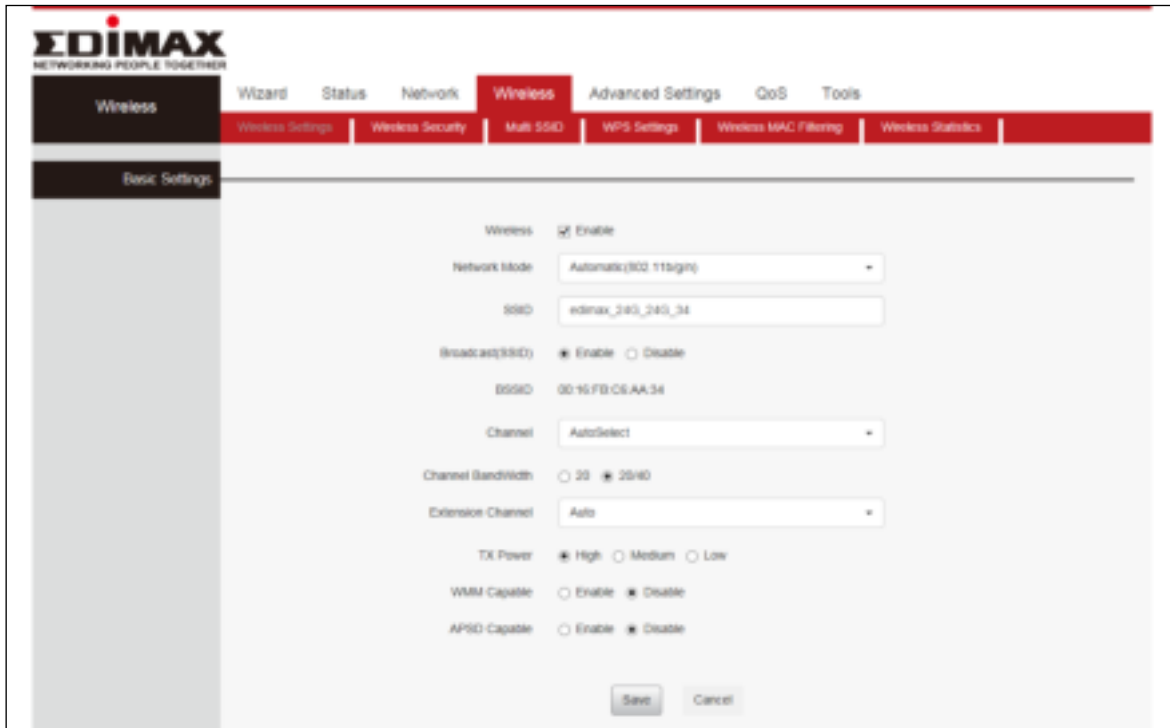 EDIMAX
NETWORKING PEOPLE TOGETHER
Wireless
Wizard Status Network Wireless Advanced Settings QoS Tools
Wireless Settings Wireless Security Multi SSID WPS Settings Wireless MAC Filtering Wireless Statistics
Basic Settings
Wireless Enable
Network Mode Automatic(802.11b/g/n)
SSID edimax_24G_24G_34
Broadcast(SSID) Enable Disable
BSSID 00:16:FB:C6:AA:34
Channel AutoSelect
Channel BandWidth 20 20/40
Extension Channel Auto
TX Power High Medium Low
WMM Capable Enable Disable
APSD Capable Enable Disable
Save Cancel